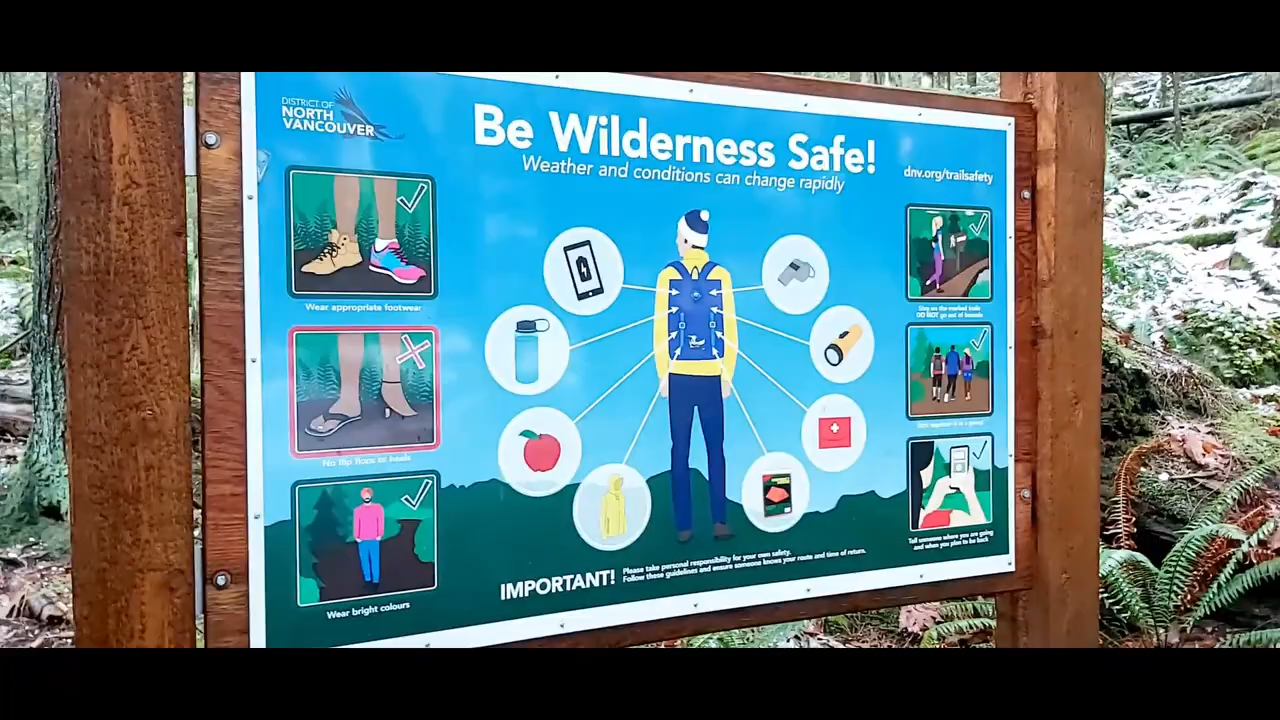 DISTRICT OF
NORTH
VANCOUVER
Be Wilderness Safe!
Weather and conditions can change rapidly
dnv.org/trailsafety
Wear appropriate footwear
No flip flops or heels
Wear bright colours
Stay on the marked trails
DO NOT go out of bounds
Tell someone where you are going
and when you plan to be back
IMPORTANT!
Please take personal responsibility for your own safety.
Follow these guidelines and ensure someone knows your route and time of return.